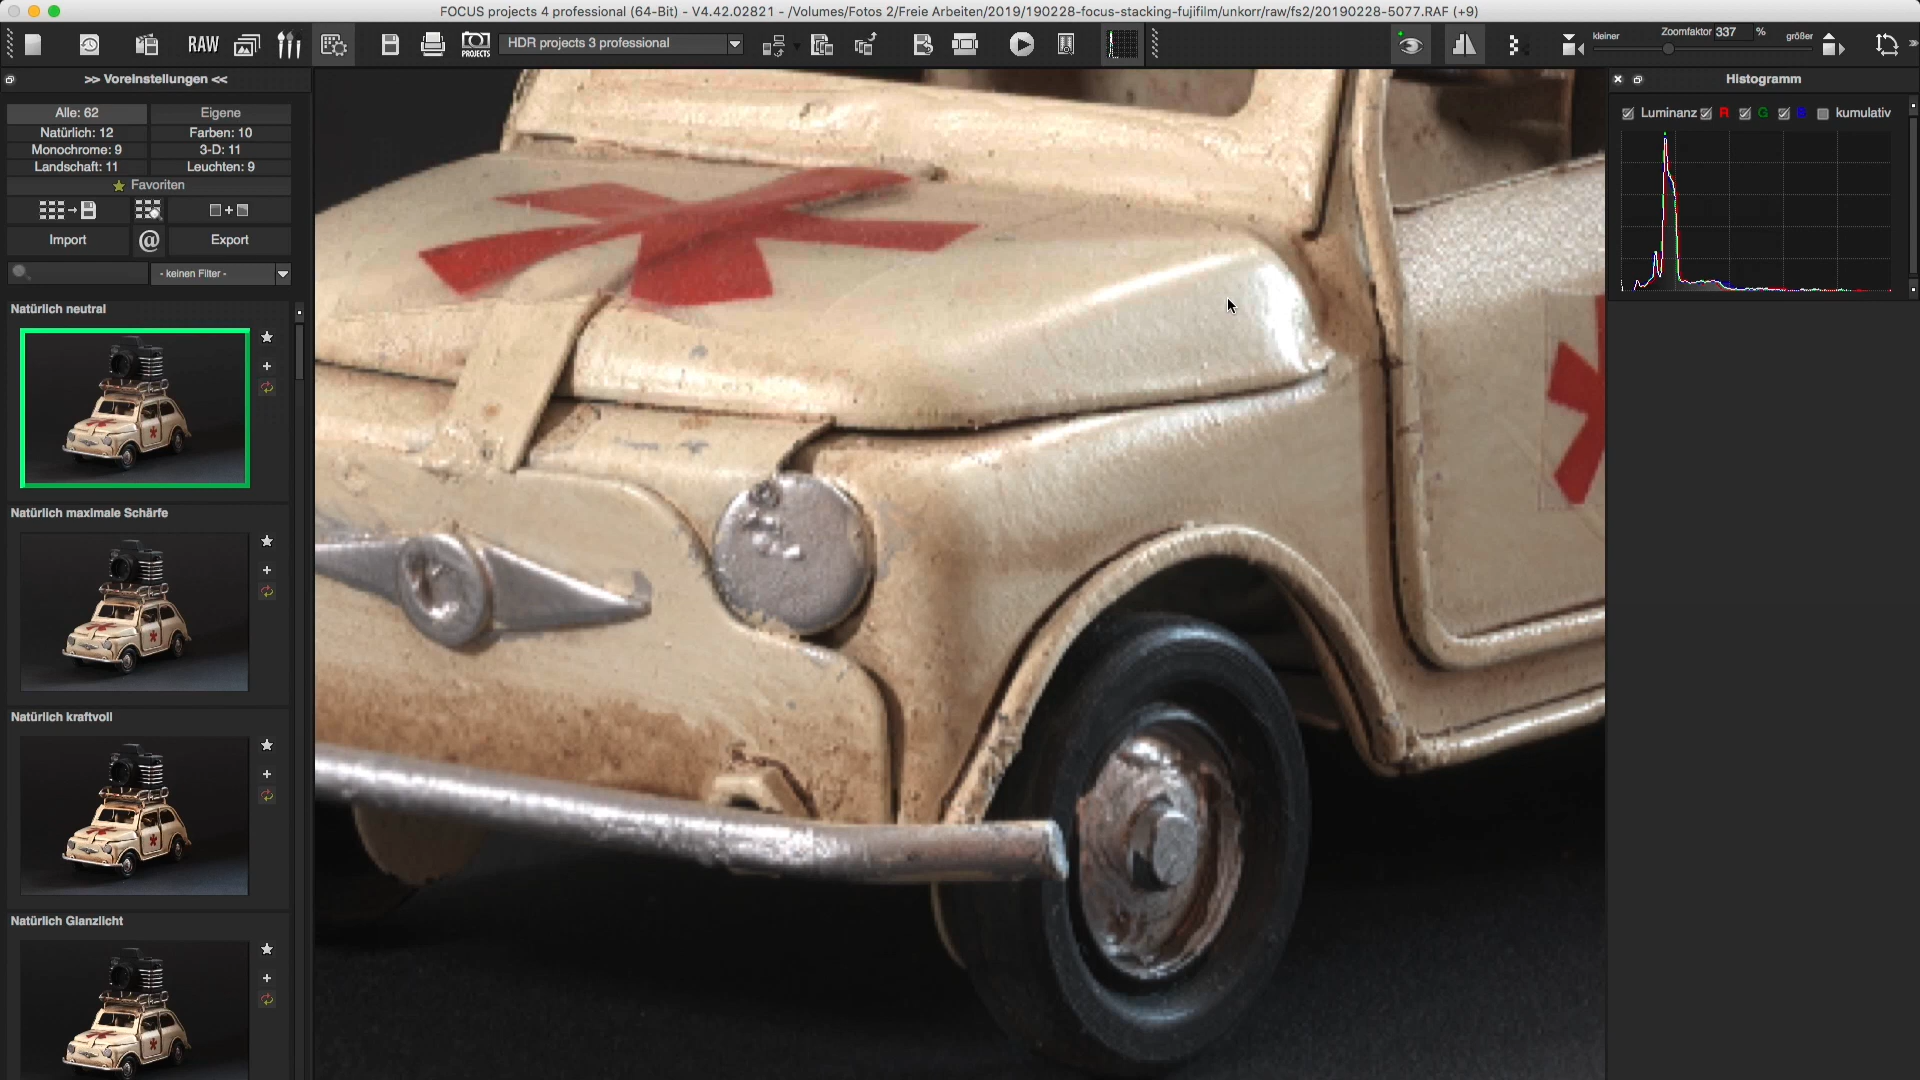 FOCUS projects 4 professional (64-Bit) - V4.42.02821 - /Volumes/Fotos 2/Freie Arbeiten/2019/190228-focus-stacking-fujifilm/unkorr/raw/fs2/20190228-5077.RAF (+9)
RAW
PROJECTS
HDR projects 3 professional
kleiner
Zoomfaktor 337 %
größer
>> Voreinstellungen <<
Histogramm
Alle: 62
Eigene
Natürlich: 12
Farben: 10
Monochrome: 9
3-D: 11
Landschaft: 11
Leuchten: 9
Favoriten
Import
@
Export
- keinen Filter -
Luminanz
R
G
B
kumulativ
Natürlich neutral
Natürlich maximale Schärfe
Natürlich kraftvoll
Natürlich Glanzlicht